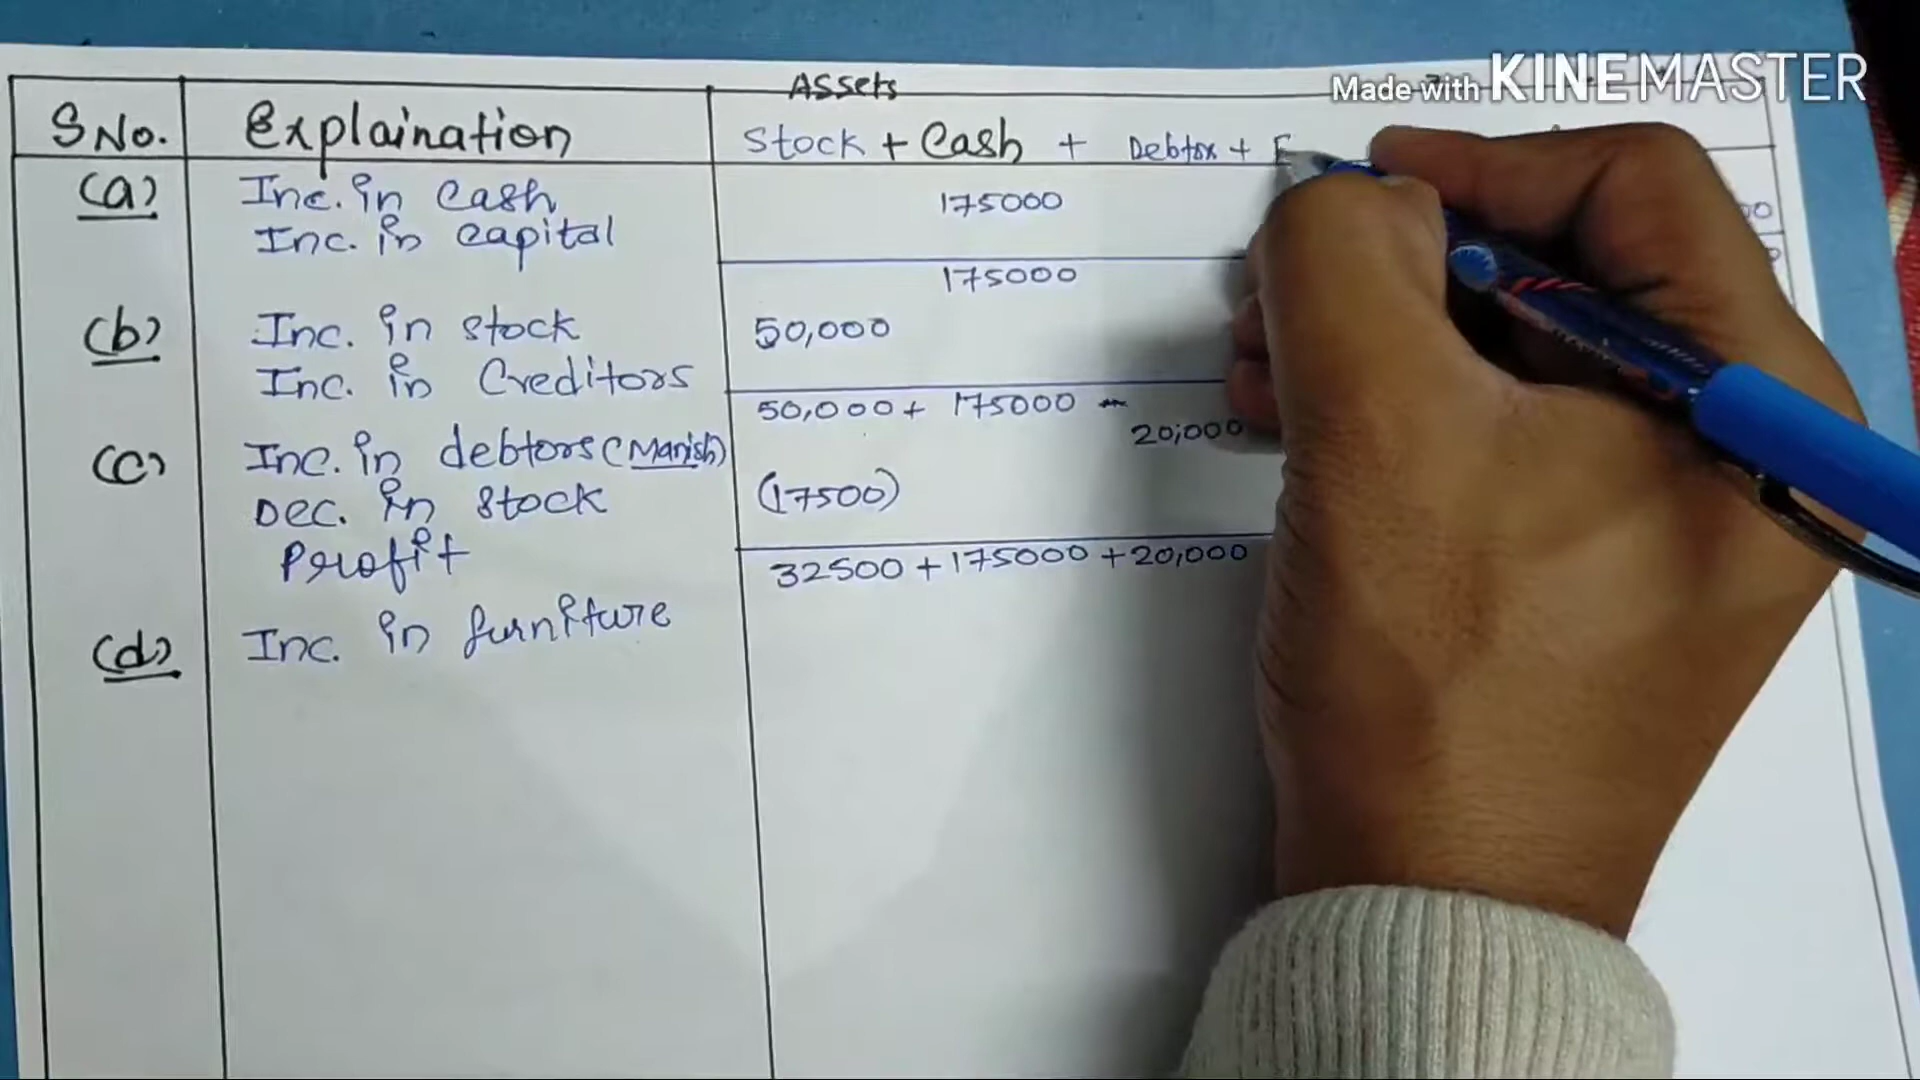 Made with KINEMASTER
Assets
S No. Explaination Stock + Cash + Debtox +
(a) Inc. in cash 175000
Inc. in capital
175000
(b) Inc. in stock 50,000
Inc. in Creditors
50,000 + 175000
20,000
(c) Inc. in debtors (Manish)
Dec. in stock (17500)
Profit 32500 + 175000 + 20,000
(d) Inc. in furniture